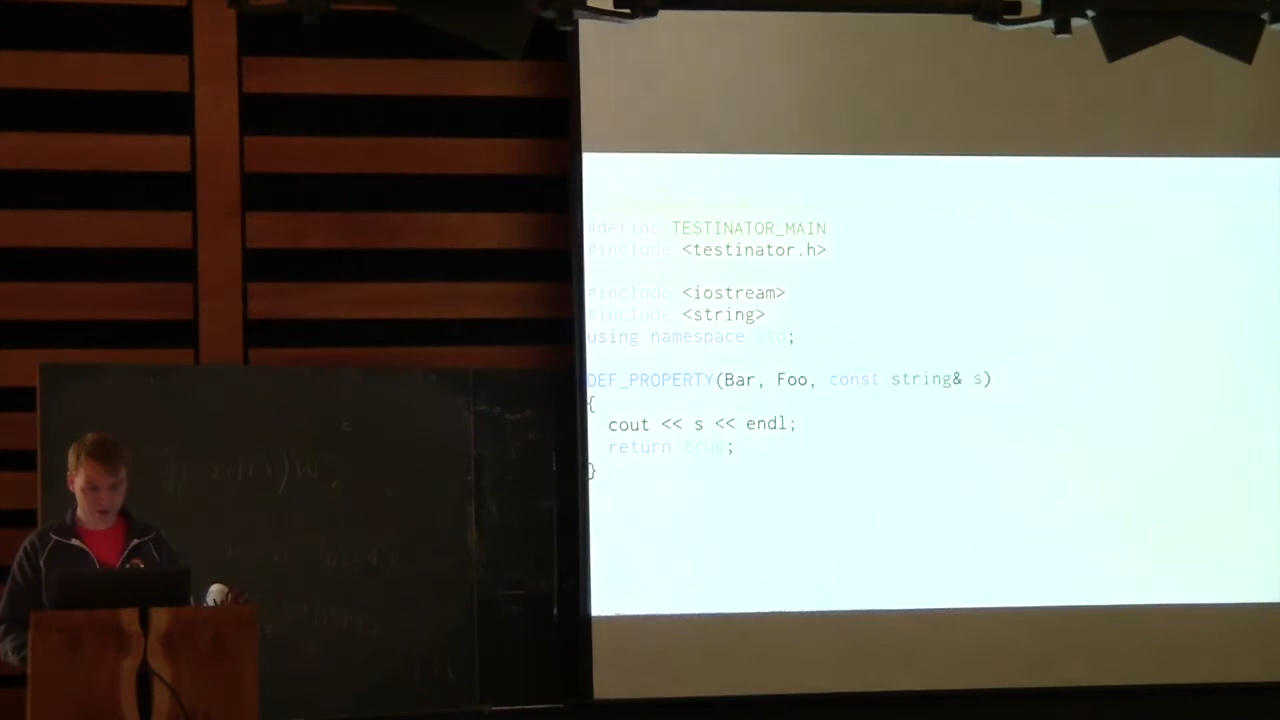 #define TESTINATOR_MAIN
#include <testinator.h>
#include <iostream>
#include <string>
using namespace std;
DEF_PROPERTY(Bar, Foo, const string& s)
{
cout << s << endl;
return true;
}